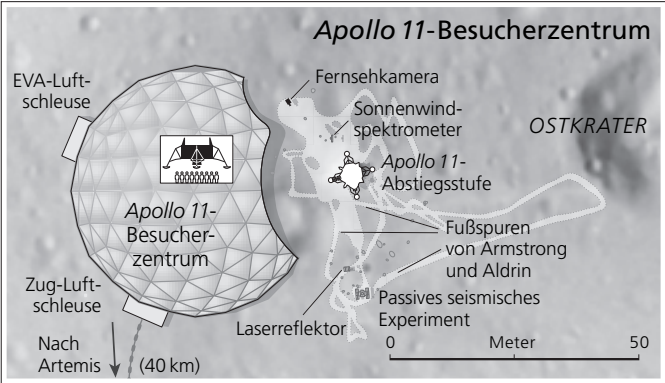 Apollo 11-Besucherzentrum
EVA-Luft-
schleuse
Fernsehkamera
Sonnenwind-
spektrometer
OSTKRATER
Apollo 11-
Abstiegsstufe
Apollo 11-
Besucher-
zentrum
Fußspuren
von Armstrong
und Aldrin
Zug-Luft-
schleuse
Passives seismisches
Experiment
Laserreflektor
Nach
Artemis
(40 km)
0 Meter 50